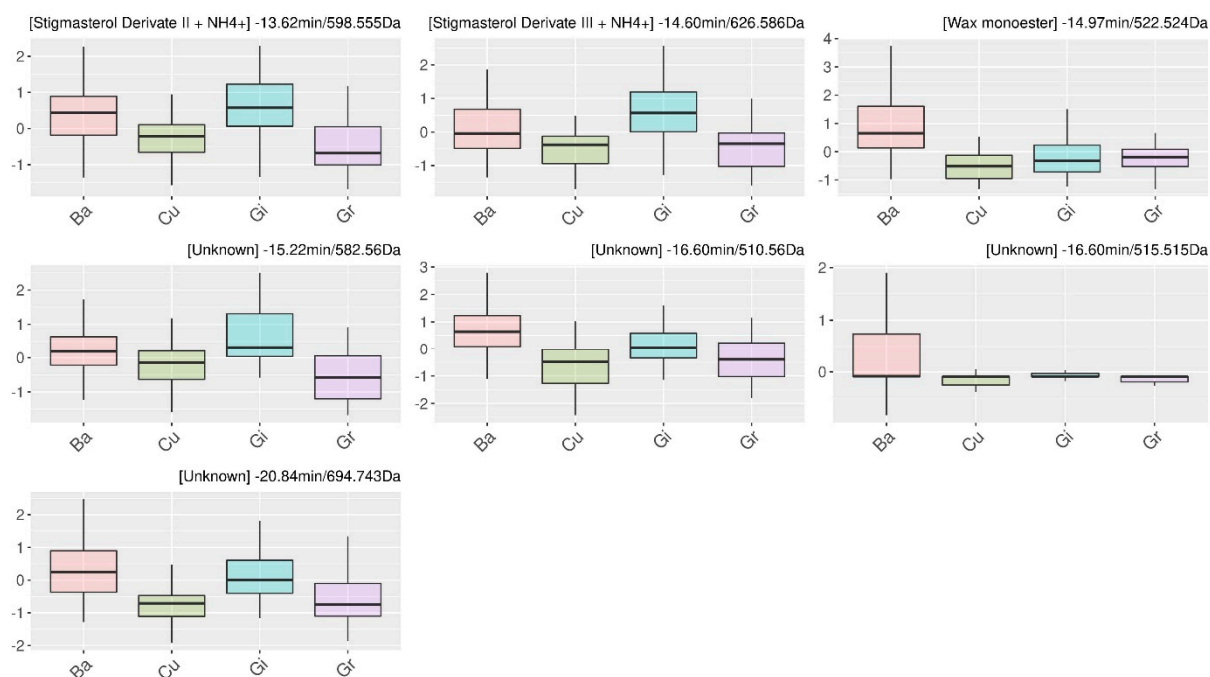 [Stigmasterol Derivate II + NH4+] -13.62min/598.555Da
2
1
0
-1
Ba Cu Gi Gr
[Stigmasterol Derivate III + NH4+] -14.60min/626.586Da
2
1
0
-1
Ba Cu Gi Gr
[Wax monoester] -14.97min/522.524Da
4
3
2
1
0
-1
Ba Cu Gi Gr
[Unknown] -15.22min/582.56Da
2
1
0
-1
Ba Cu Gi Gr
[Unknown] -16.60min/510.56Da
3
2
1
0
-1
-2
Ba Cu Gi Gr
[Unknown] -16.60min/515.515Da
2
1
0
Ba Cu Gi Gr
[Unknown] -20.84min/694.743Da
2
1
0
-1
-2
Ba Cu Gi Gr